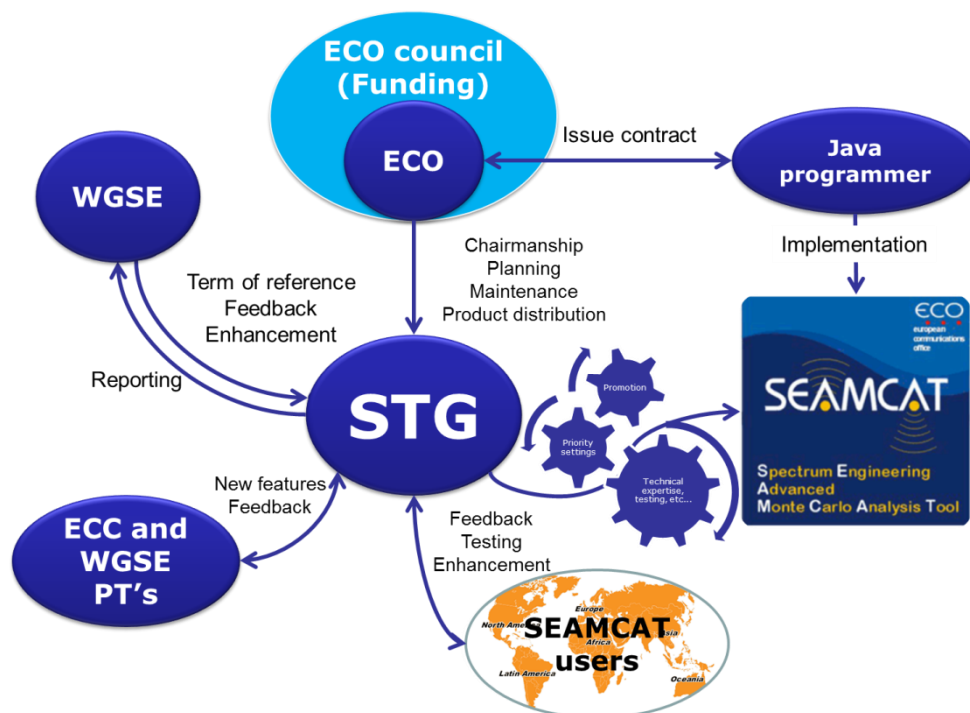 ECO council
(Funding)
ECO
Issue contract
Java
programmer
WGSE
Implementation
Chairmanship
Planning
Maintenance
Product distribution
Term of reference
Feedback
Enhancement
Reporting
STG
Promotion
Priority
settings
Technical
expertise,
testing, etc...
ECO
european
communications
office
SEAMCAT
Spectrum Engineering
Advanced
Monte Carlo Analysis Tool
New features
Feedback
ECC and
WGSE
PT's
Feedback
Testing
Enhancement
Europe
North America
Asia
Africa
SEAMCAT
users
Latin America
Oceania